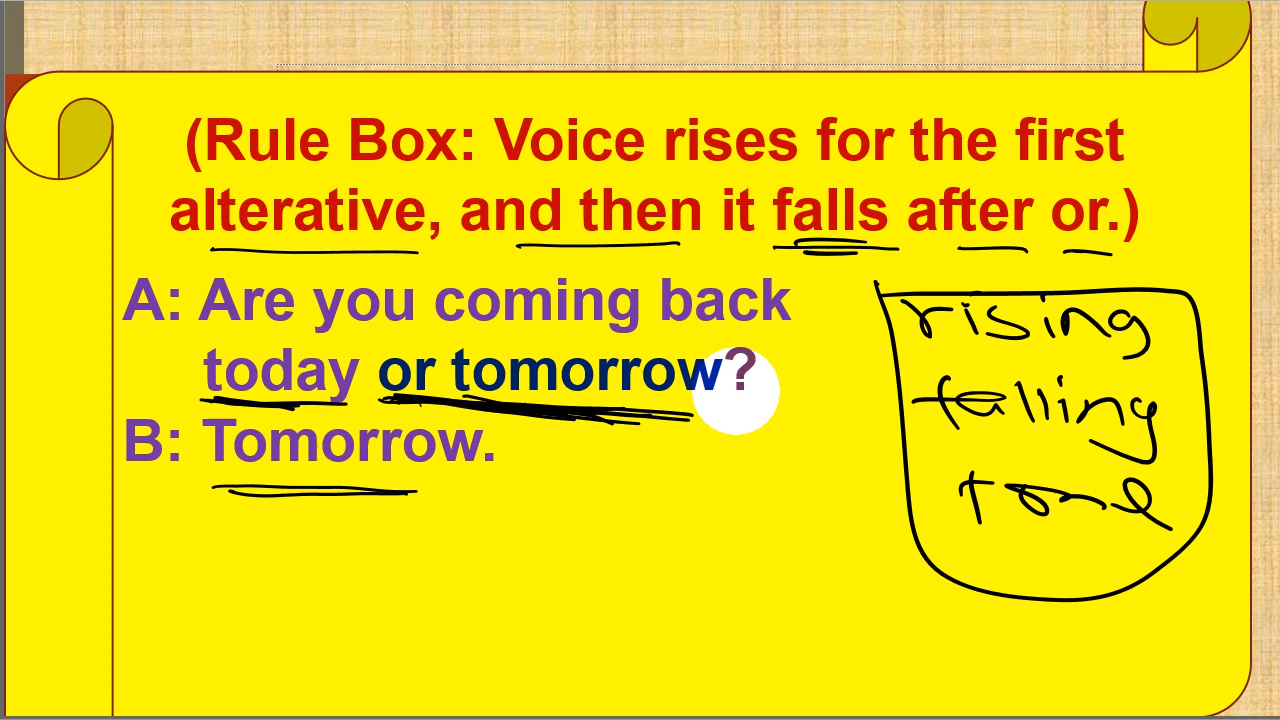 (Rule Box: Voice rises for the first
alterative, and then it falls after or.)
A: Are you coming back
today or tomorrow?
B: Tomorrow.
rising
falling
tone